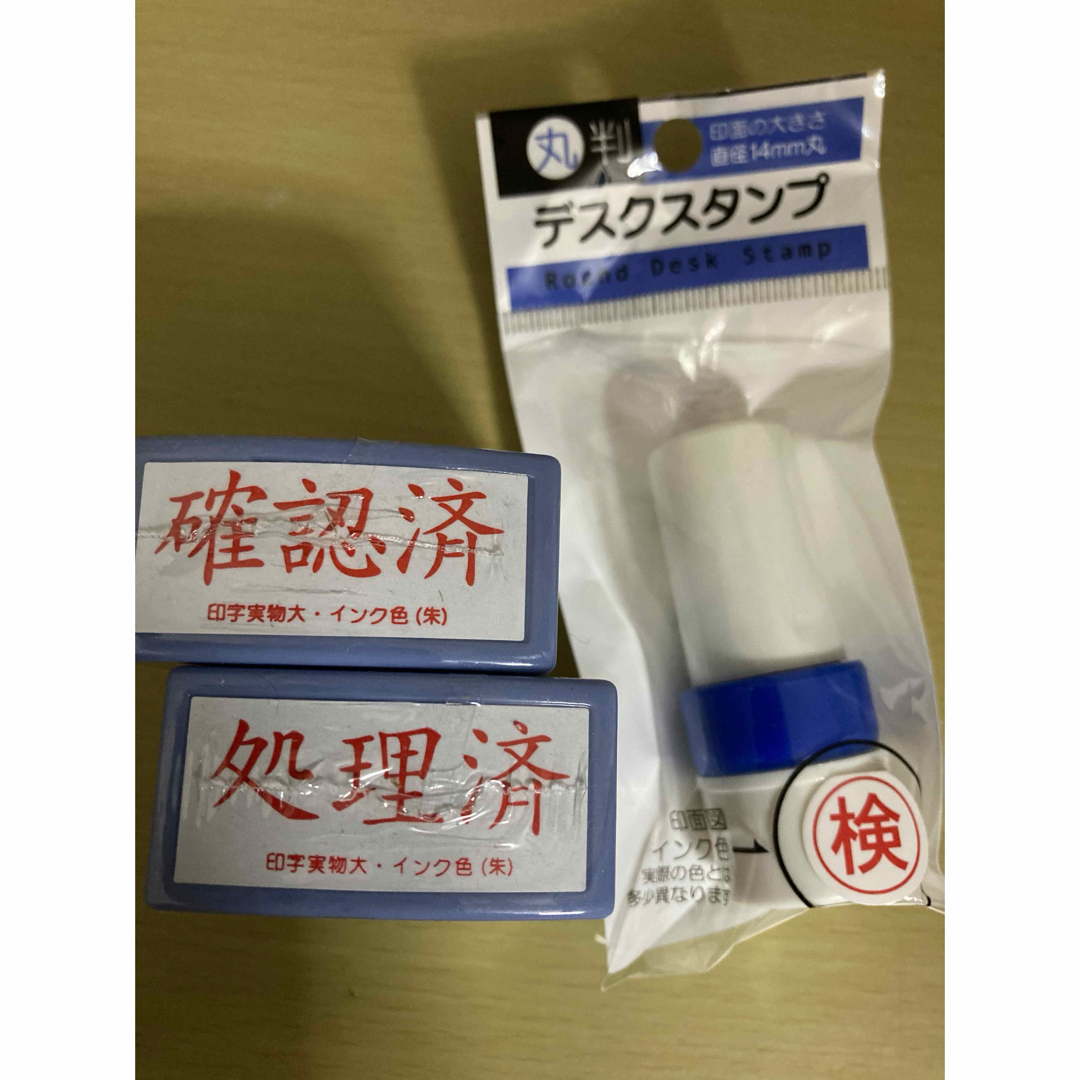 丸判
印面の大きさ
直径14mm丸
デスクスタンプ
Round Desk Stamp
確認済
印字実物大・インク色(朱)
処理済
印字実物大・インク色(朱)
印面図
インク色
実際の色とは
多少異なります
検